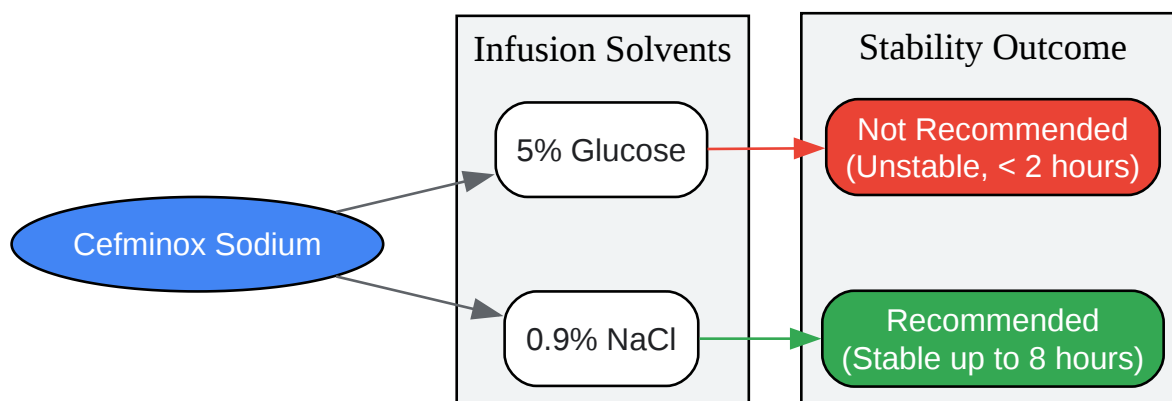 Infusion Solvents
Stability Outcome
Cefminox Sodium
5% Glucose
Not Recommended
(Unstable, < 2 hours)
0.9% NaCl
Recommended
(Stable up to 8 hours)